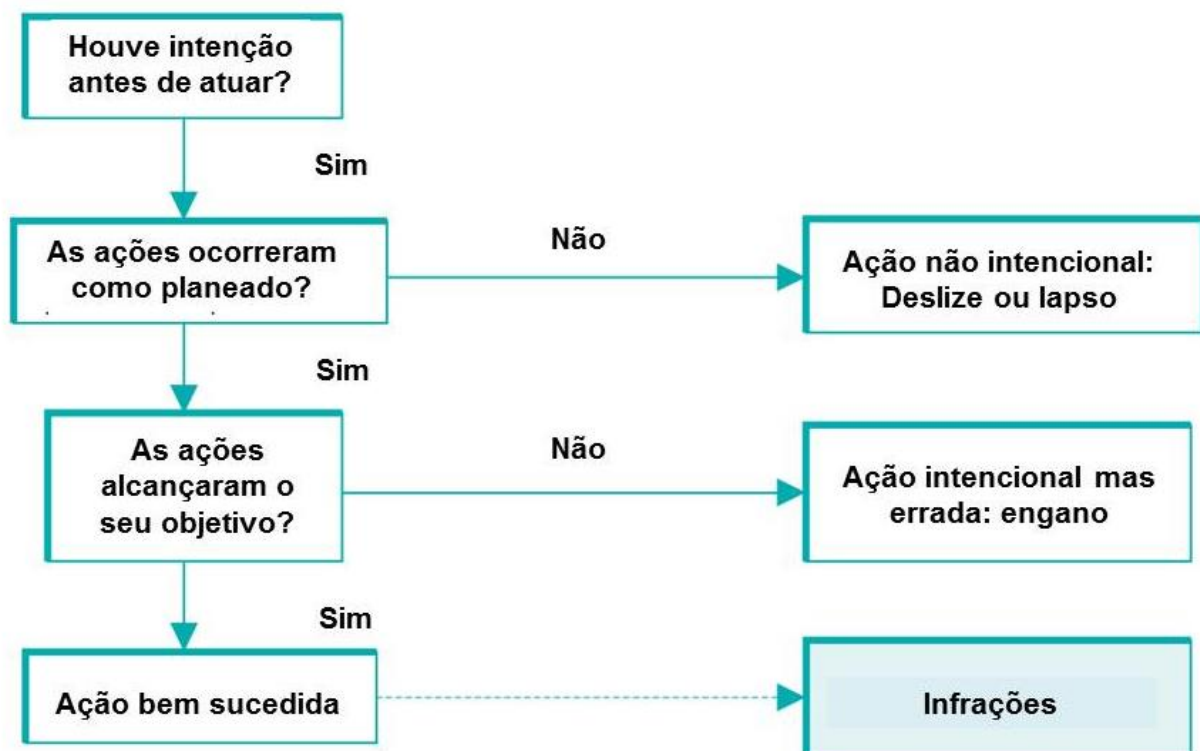 Houve intenção
antes de atuar?
Sim
As ações ocorreram
como planeado?
Não
Ação não intencional:
Deslize ou lapso
Sim
As ações
alcançaram o
seu objetivo?
Não
Ação intencional mas
errada: engano
Sim
Ação bem sucedida
Infrações